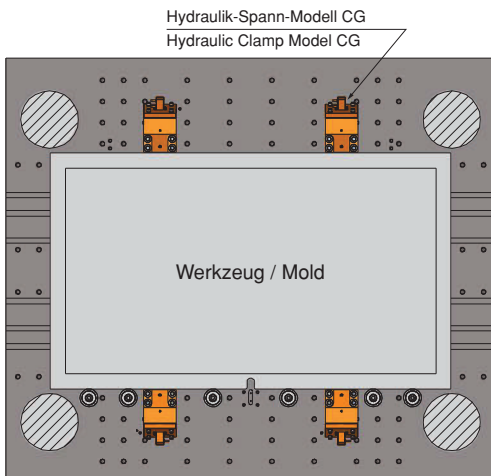 Hydraulik-Spann-Modell CG
Hydraulic Clamp Model CG
Werkzeug / Mold